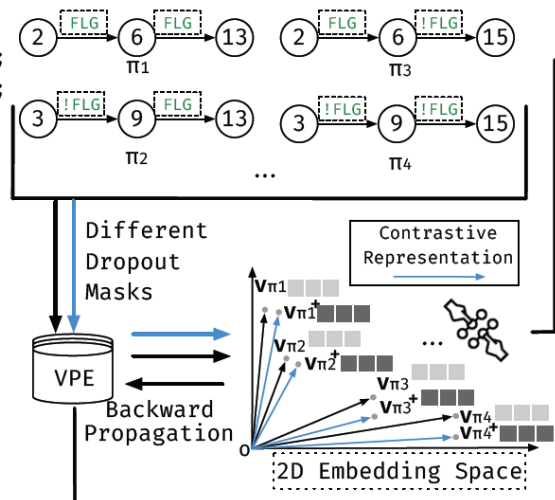 2 FLG 6 FLG 13 2 FLG 6 !FLG 15
π1 π3
3 !FLG 9 FLG 13 3 !FLG 9 !FLG 15
π2 π4
...
Different
Dropout
Masks
Contrastive
Representation
Vπ1
Vπ1+
Vπ2
Vπ2+
...
Vπ3
Vπ3+
Vπ4
Vπ4+
VPE
Backward
Propagation
O
2D Embedding Space